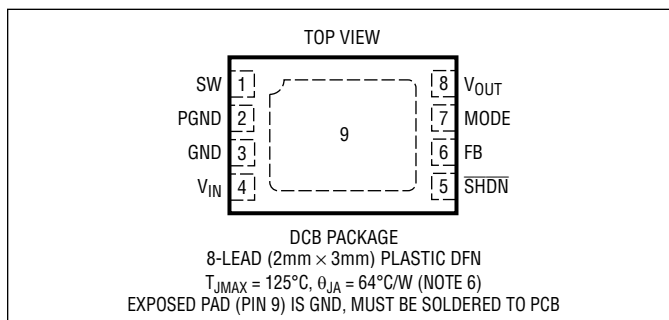 TOP VIEW
SW 1 8 VOUT
PGND 2 7 MODE
9
GND 3 6 FB
VIN 4 5 SHDN
DCB PACKAGE
8-LEAD (2mm × 3mm) PLASTIC DFN
TJMAX = 125°C, θJA = 64°C/W (NOTE 6)
EXPOSED PAD (PIN 9) IS GND, MUST BE SOLDERED TO PCB